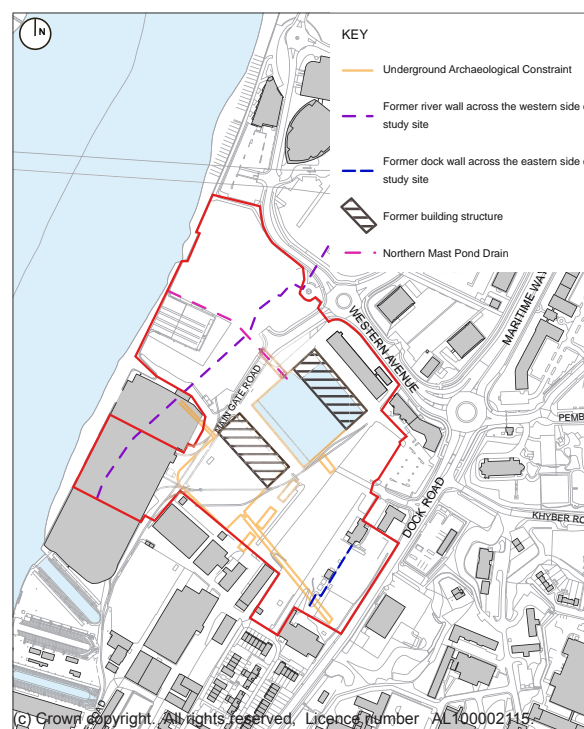 N
KEY
Underground Archaeological Constraint
Former river wall across the western side
study site
Former dock wall across the eastern side
study site
Former building structure
Northern Mast Pond Drain
MARITIME WAY
WESTERN AVENUE
MAIN GATE ROAD
PEMB
DOCK ROAD
KHYBER RO
ROAD
(c) Crown copyright. All rights reserved. Licence number AL100002115